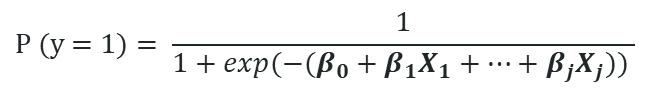 P (y = 1) = 1 / 1 + exp(−(β₀ + β₁X₁ + ⋯ + βⱼXⱼ))